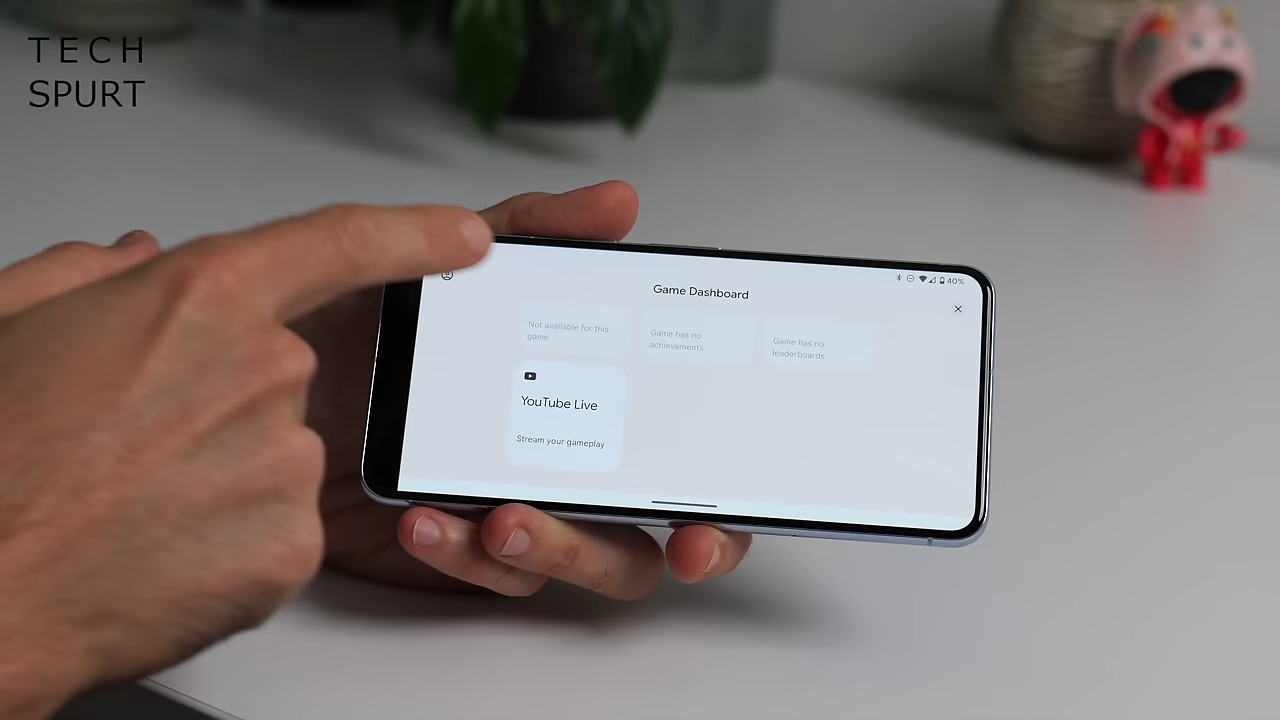 TECH
SPURT
40%
Game Dashboard
Not available for this
game
Game has no
achievements
Game has no
leaderboards
YouTube Live
Stream your gameplay